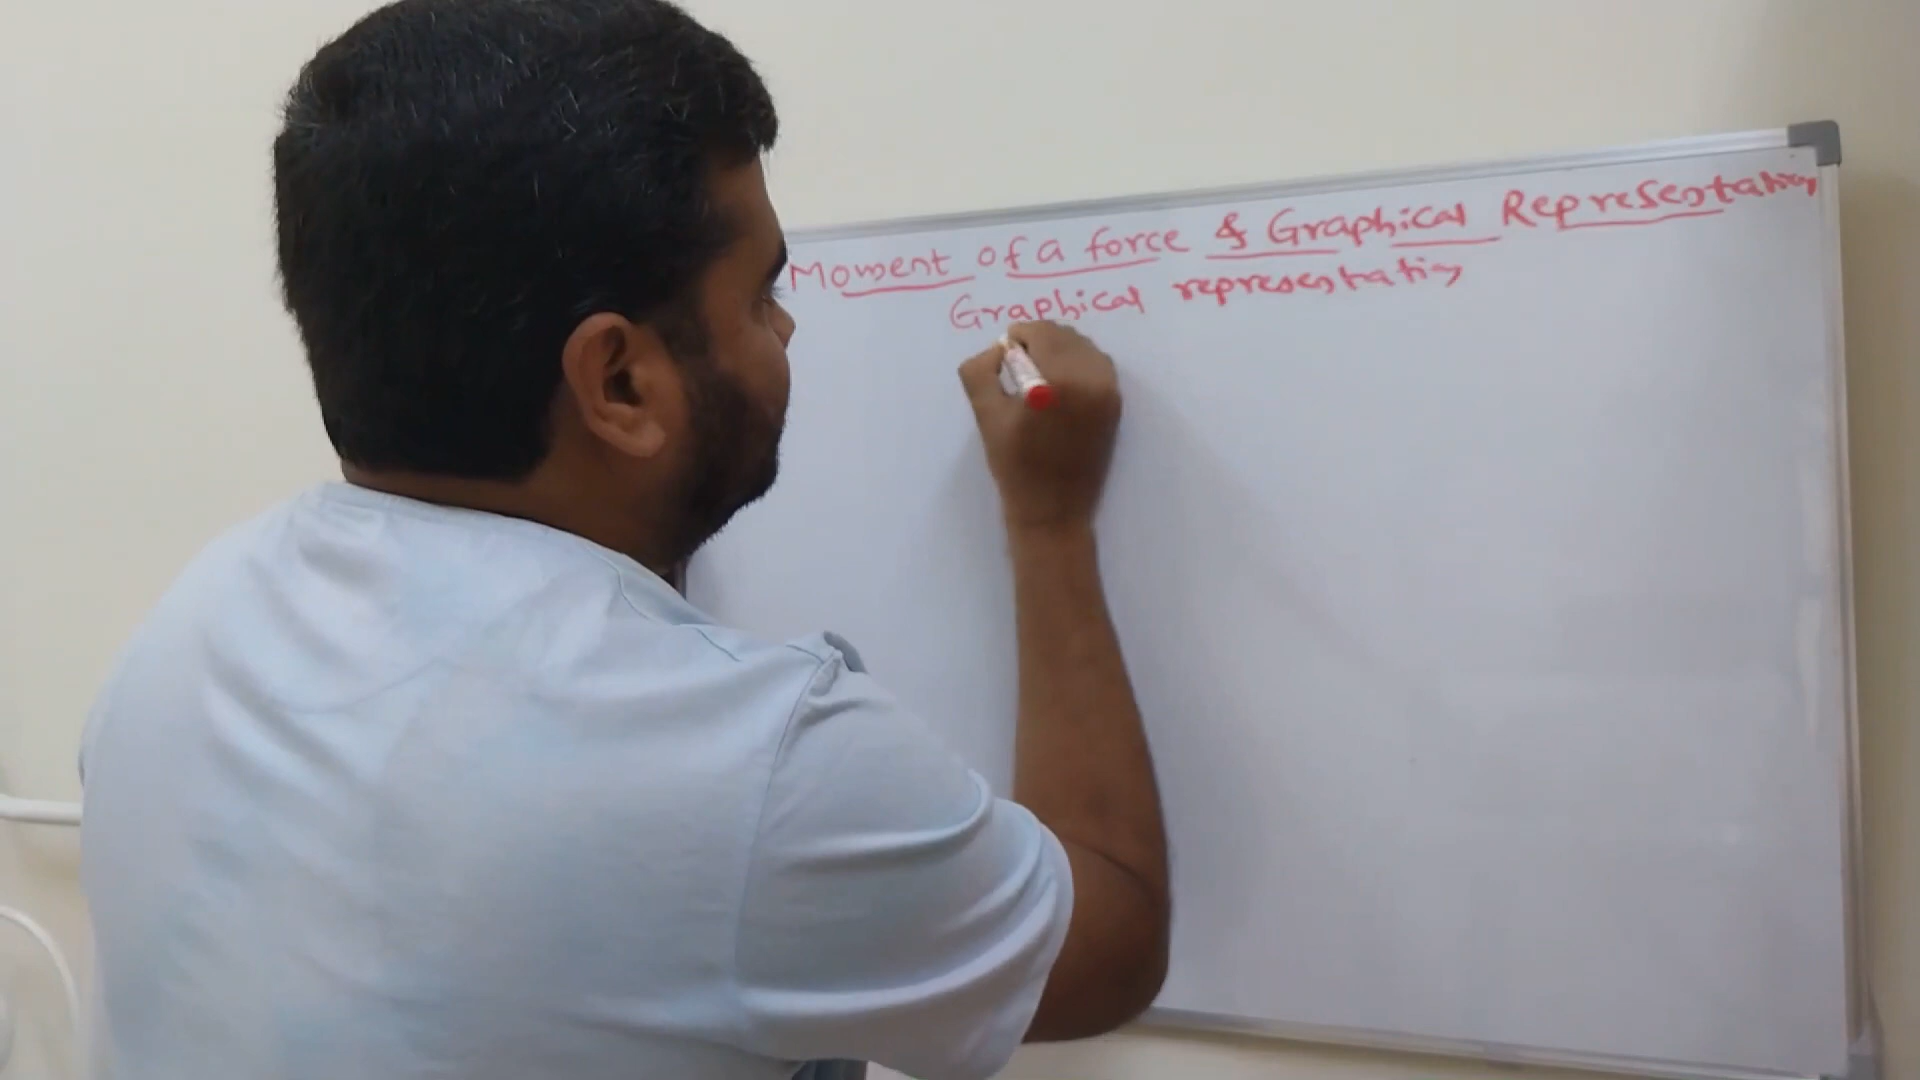 Moment of a force & Graphical Representation
Graphical representation